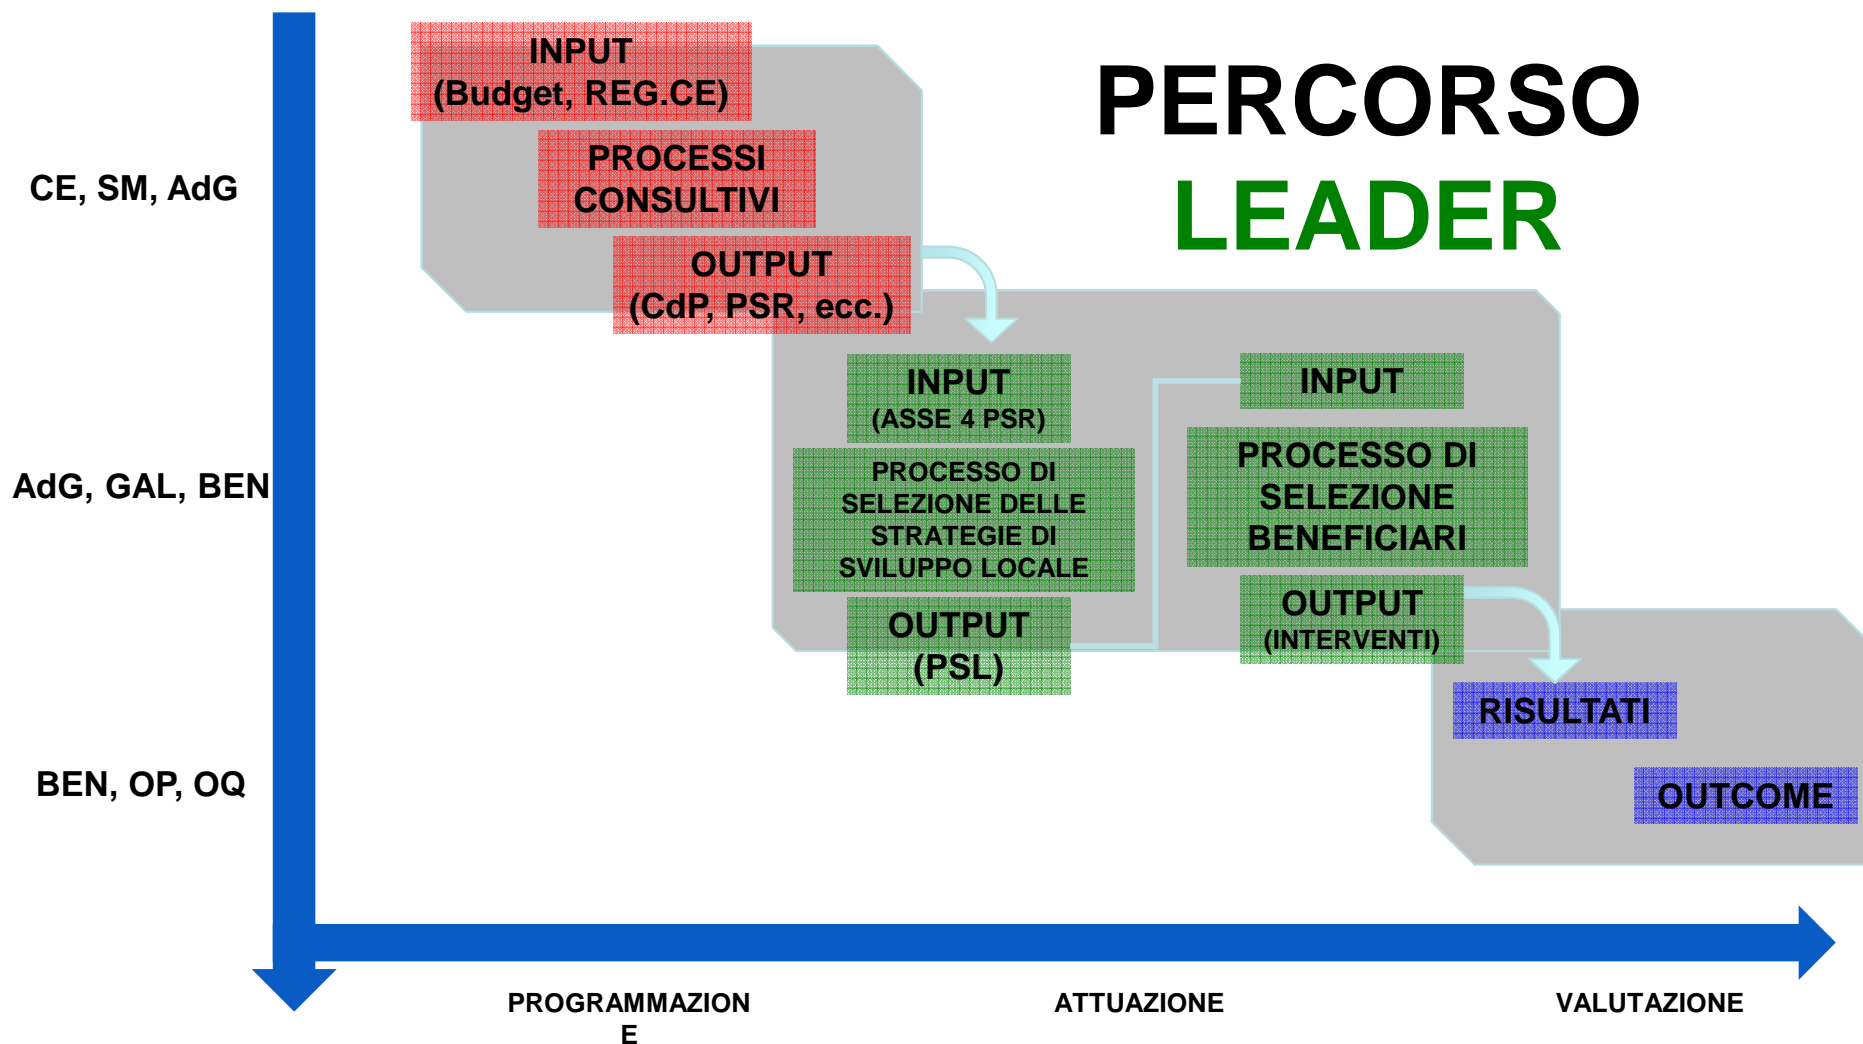 PERCORSO
LEADER
INPUT
(Budget, REG.CE)
PROCESSI
CONSULTIVI
OUTPUT
(CdP, PSR, ecc.)
CE, SM, AdG
INPUT
(ASSE 4 PSR)
PROCESSO DI
SELEZIONE DELLE
STRATEGIE DI
SVILUPPO LOCALE
OUTPUT
(PSL)
INPUT
PROCESSO DI
SELEZIONE
BENEFICIARI
OUTPUT
(INTERVENTI)
AdG, GAL, BEN
RISULTATI
OUTCOME
BEN, OP, OQ
PROGRAMMAZION
E
ATTUAZIONE
VALUTAZIONE